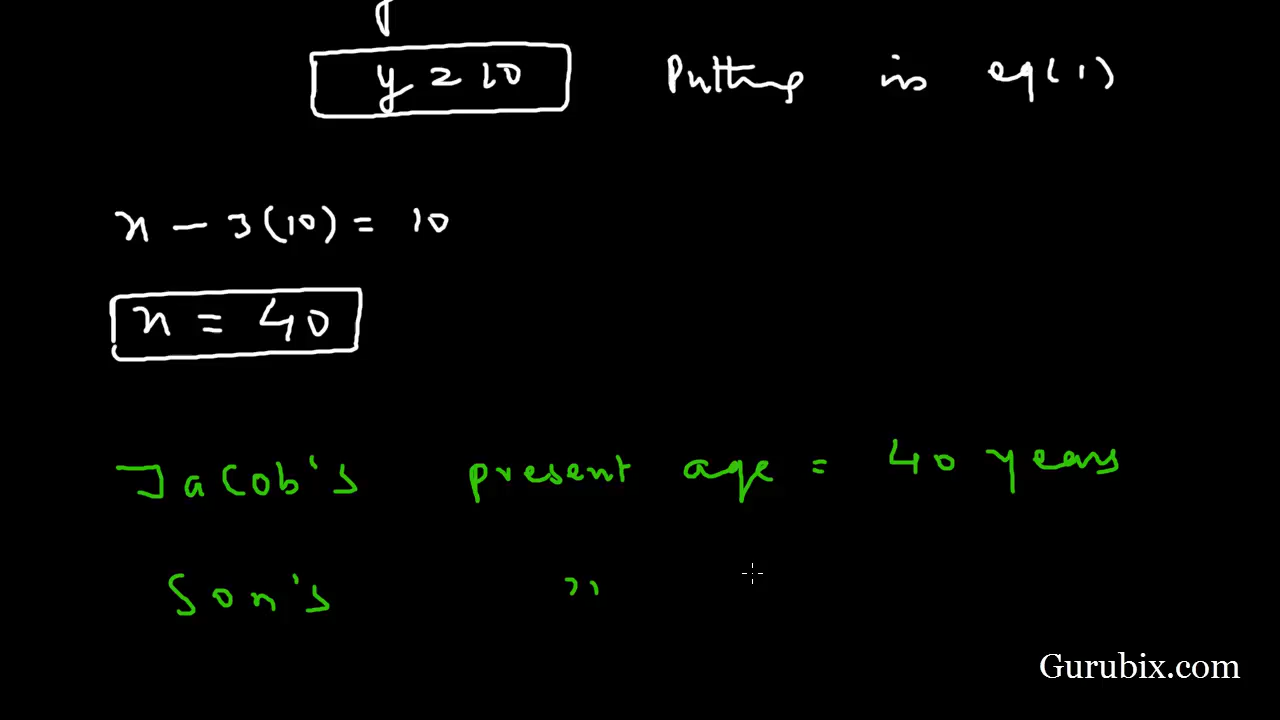 y = 10 Putting in eq(1)
x - 3(10) = 10
x = 40
Jacob's present age = 40 years
Son's "
Gurubix.com